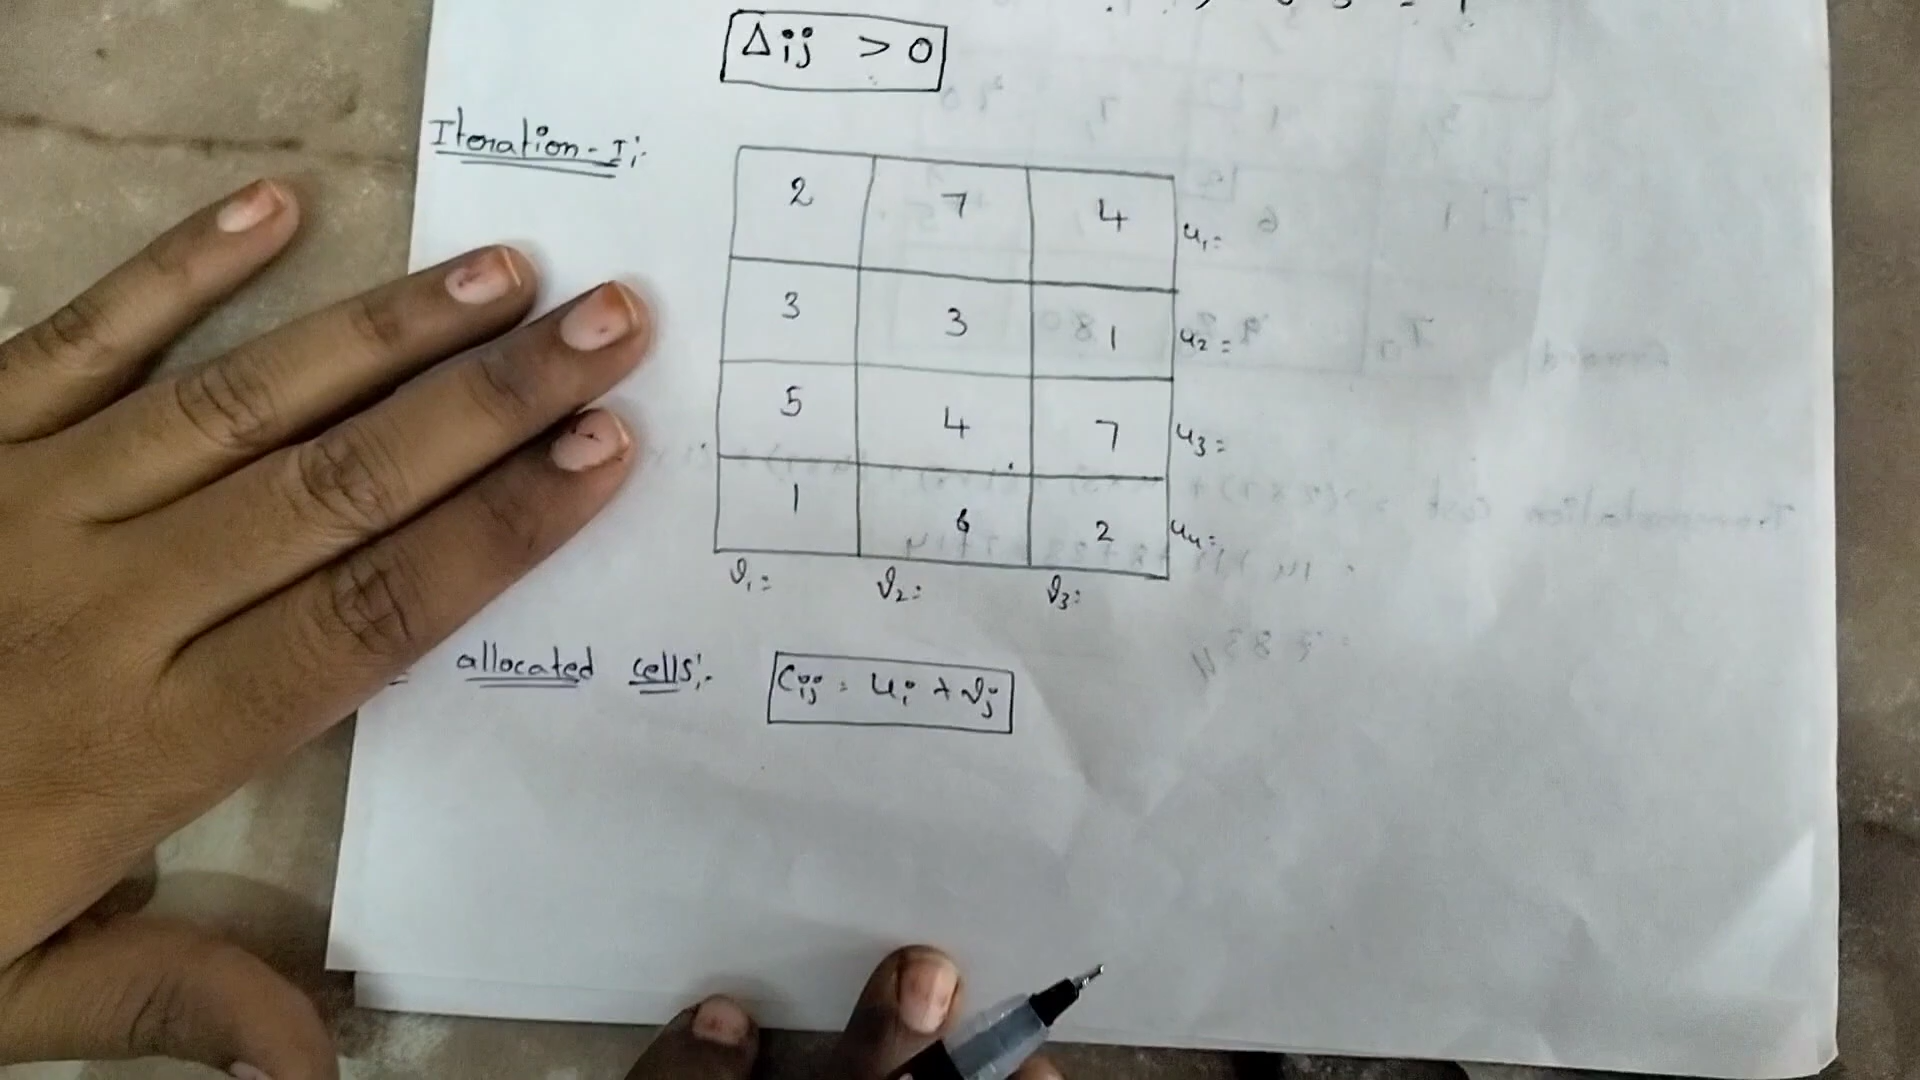 Δij > 0
Iteration-I:-
2 7 4 u1=
3 3 1 u2=
5 4 7 u3=
1 6 2 u4=
v1= v2= v3=
allocated cells:- Cij = ui + vj